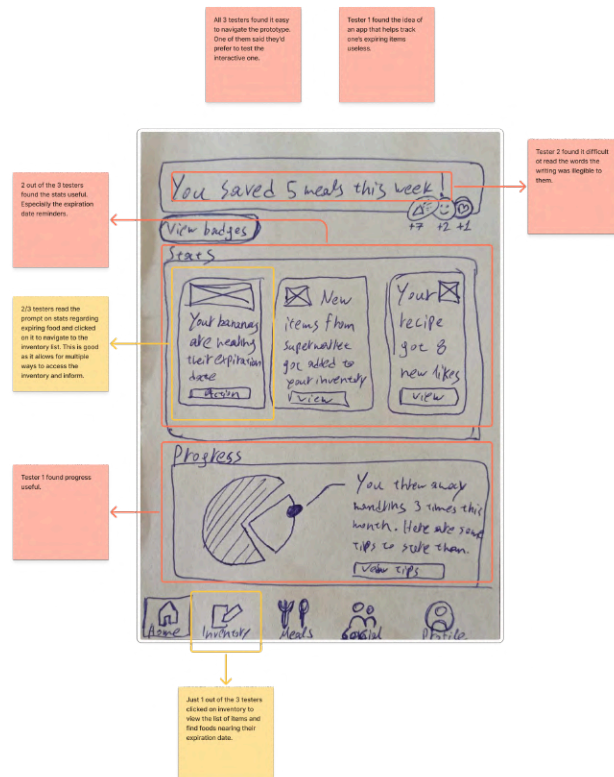 All 3 testers found it easy
to navigate the prototype.
One of them said they'd
prefer to test the
interactive one.
Tester 1 found the idea of
an app that helps track
one's expiring items
useless.
Tester 2 found it difficult
ot read the words the
writing was illegible to
them.
2 out of the 3 testers
found the stats useful.
Especially the expiration
date reminders.
2/3 testers read the
prompt on stats regarding
expiring food and clicked
on it to navigate to the
inventory list. This is good
as it allows for multiple
ways to access the
inventory and inform.
Tester 1 found progress
useful.
You saved 5 meals this week!
+7 +2 +1
View badges
Stats
Your bananas
are nearing
their expiration
date
Action
New
items from
got added to
your inventory
view
Your
recipe
got 8
new likes
view
Progress
You threw away
3 times this
month. Here are some
tips to
view tips
Home
Inventory
Meals
Social
Profile
Just 1 out of the 3 testers
clicked on inventory to
view the list of items and
find foods nearing their
expiration date.